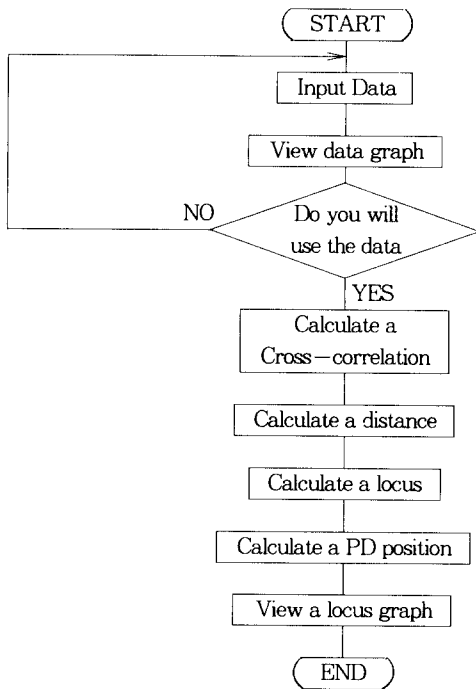 START
Input Data
View data graph
NO
Do you will
use the data
YES
Calculate a
Cross-correlation
Calculate a distance
Calculate a locus
Calculate a PD position
View a locus graph
END